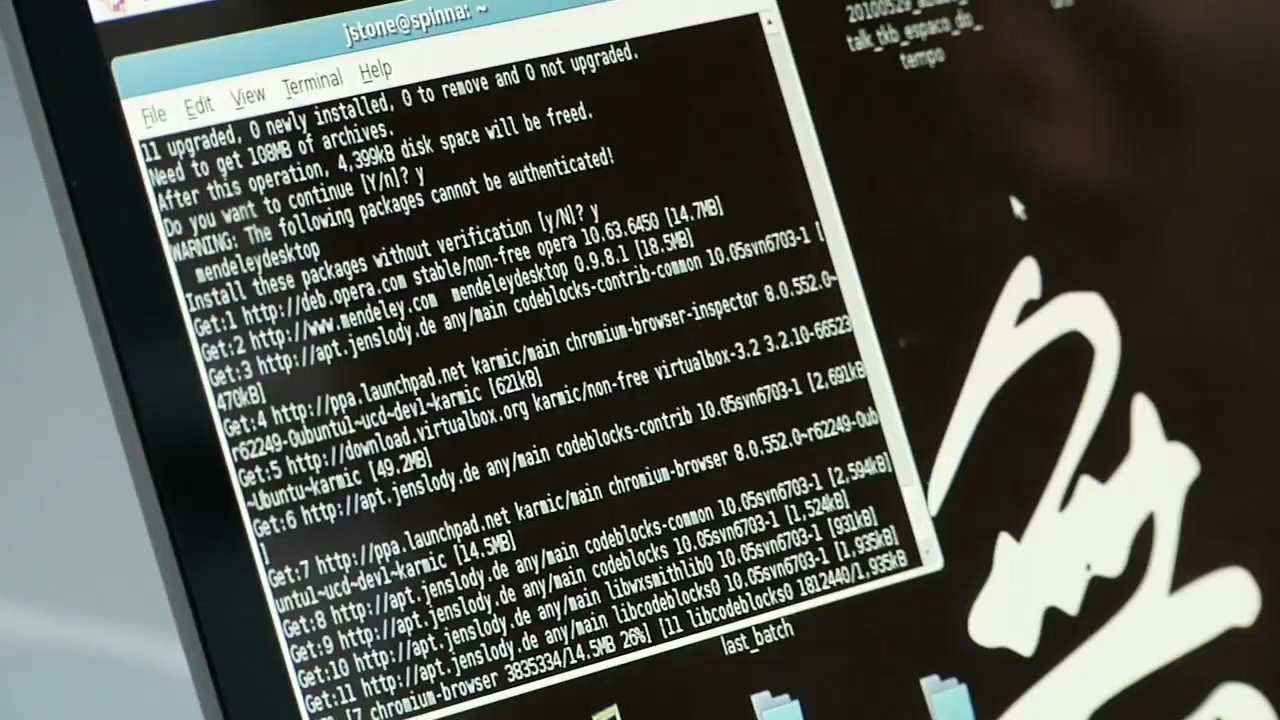 jstone@spinna: ~
File Edit View Terminal Help
11 upgraded, 0 newly installed, 0 to remove and 0 not upgraded.
Need to get 108MB of archives.
After this operation, 4,399kB disk space will be freed.
Do you want to continue [Y/n]? y
WARNING: The following packages cannot be authenticated!
mendeleydesktop
Install these packages without verification [y/N]? y
Get:1 http://deb.opera.com stable/non-free opera 10.63.6450 [14.7MB]
Get:2 http://www.mendeley.com  mendeleydesktop 0.9.8.1 [18.5MB]
Get:3 http://apt.jenslody.de any/main codeblocks-contrib-common 10.05svn6703-1 [
470kB]
Get:4 http://ppa.launchpad.net karmic/main chromium-browser-inspector 8.0.552.0~
r62249-0ubuntu1~ucd~dev1~karmic [621kB]
Get:5 http://download.virtualbox.org karmic/non-free virtualbox-3.2 3.2.10-66523
~Ubuntu~karmic [49.2MB]
Get:6 http://apt.jenslody.de any/main codeblocks-contrib 10.05svn6703-1 [2,691kB
]
Get:7 http://ppa.launchpad.net karmic/main chromium-browser 8.0.552.0~r62249-0ub
untu1~ucd~dev1~karmic [14.5MB]
Get:8 http://apt.jenslody.de any/main codeblocks-common 10.05svn6703-1 [2,594kB]
Get:9 http://apt.jenslody.de any/main codeblocks 10.05svn6703-1 [1,524kB]
Get:10 http://apt.jenslody.de any/main libwxsmithlib0 10.05svn6703-1 [931kB]
Get:11 http://apt.jenslody.de any/main libcodeblocks0 10.05svn6703-1 [1,935kB]
[7 chromium-browser 3835334/14.5MB 26%] [11 libcodeblocks0 1812440/1,935kB
talk_tkb_espaco_do_
tempo
last_batch